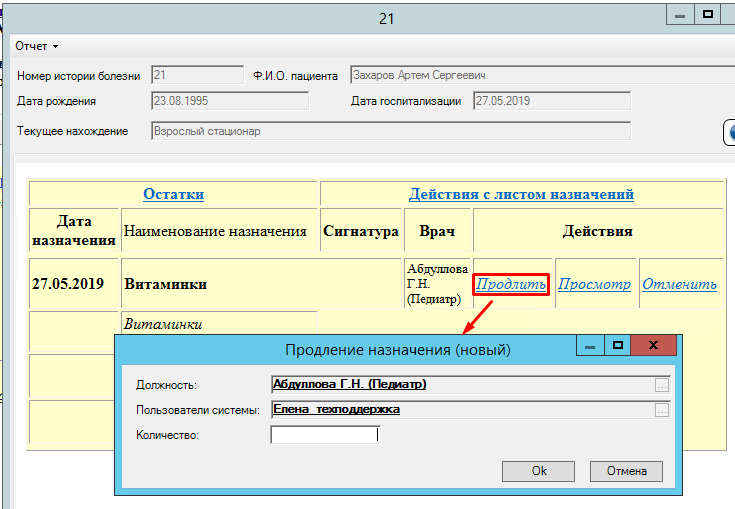 21
Отчет
Номер истории болезни 21 Ф.И.О. пациента Захаров Артем Сергеевич
Дата рождения 23.08.1995 Дата госпитализации 27.05.2019
Текущее нахождение Взрослый стационар
Остатки Действия с листом назначений
Дата назначения Наименование назначения Сигнатура Врач Действия
27.05.2019 Витаминки Абдуллова Г.Н. (Педиатр) Продлить Просмотр Отменить
Витаминки
Продление назначения (новый)
Должность: Абдуллова Г.Н. (Педиатр) ...
Пользователи системы: Елена техподдержка ...
Количество:
Ok Отмена